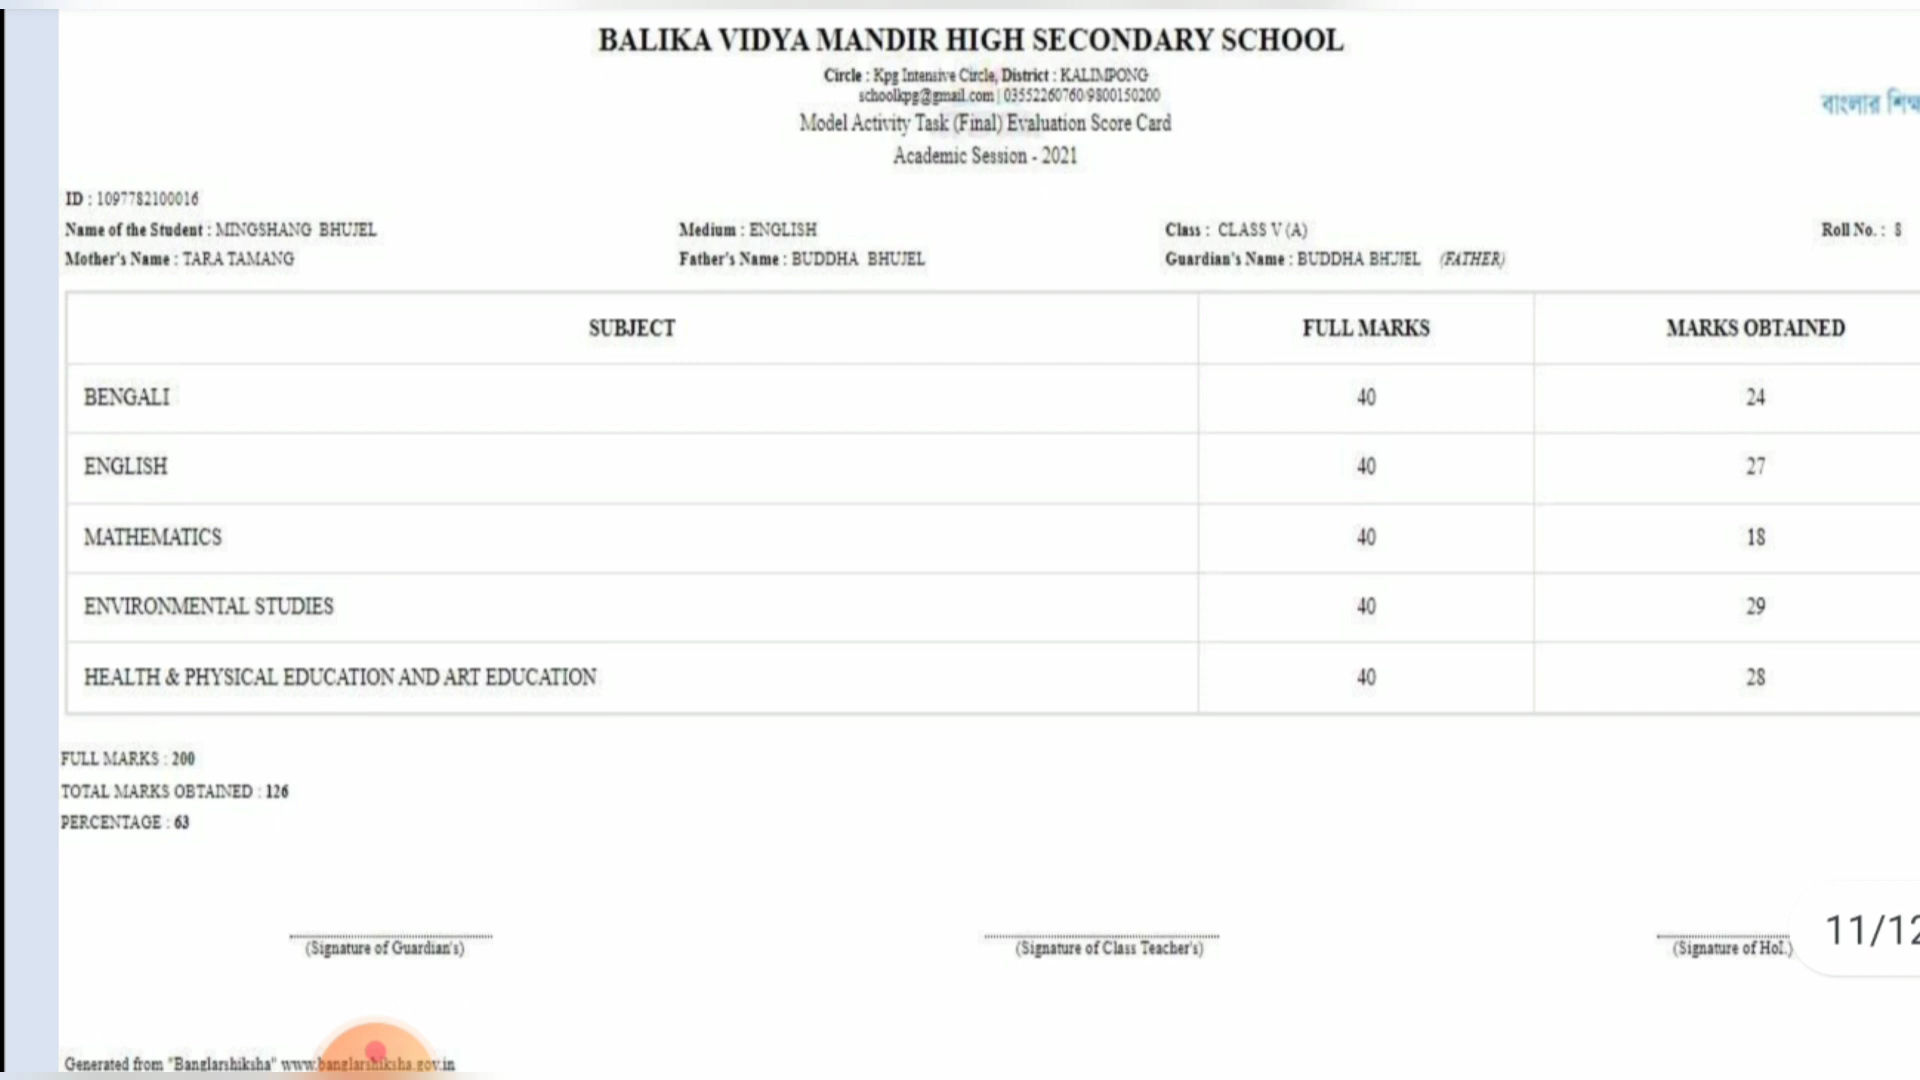 BALIKA VIDYA MANDIR HIGH SECONDARY SCHOOL
Circle : Kpg Intensive Circle, District : KALIMPONG
schoolkpg@gmail.com | 03552260760/9800150200
Model Activity Task (Final) Evaluation Score Card
Academic Session - 2021
বাংলার
ID : 1097782100016
Name of the Student : MINGSHANG BHUJEL Medium : ENGLISH Class : CLASS V (A) Roll No. : 8
Mother's Name : TARA TAMANG Father's Name : BUDDHA BHUJEL Guardian's Name : BUDDHA BHUJEL (FATHER)
SUBJECT FULL MARKS MARKS OBTAINED
BENGALI 40 24
ENGLISH 40 27
MATHEMATICS 40 18
ENVIRONMENTAL STUDIES 40 29
HEALTH & PHYSICAL EDUCATION AND ART EDUCATION 40 28
FULL MARKS : 200
TOTAL MARKS OBTAINED : 126
PERCENTAGE : 63
(Signature of Guardian's) (Signature of Class Teacher's) (Signature of HoI.)
11/12
Generated from "Banglarshiksha" www.banglarshiksha.gov.in